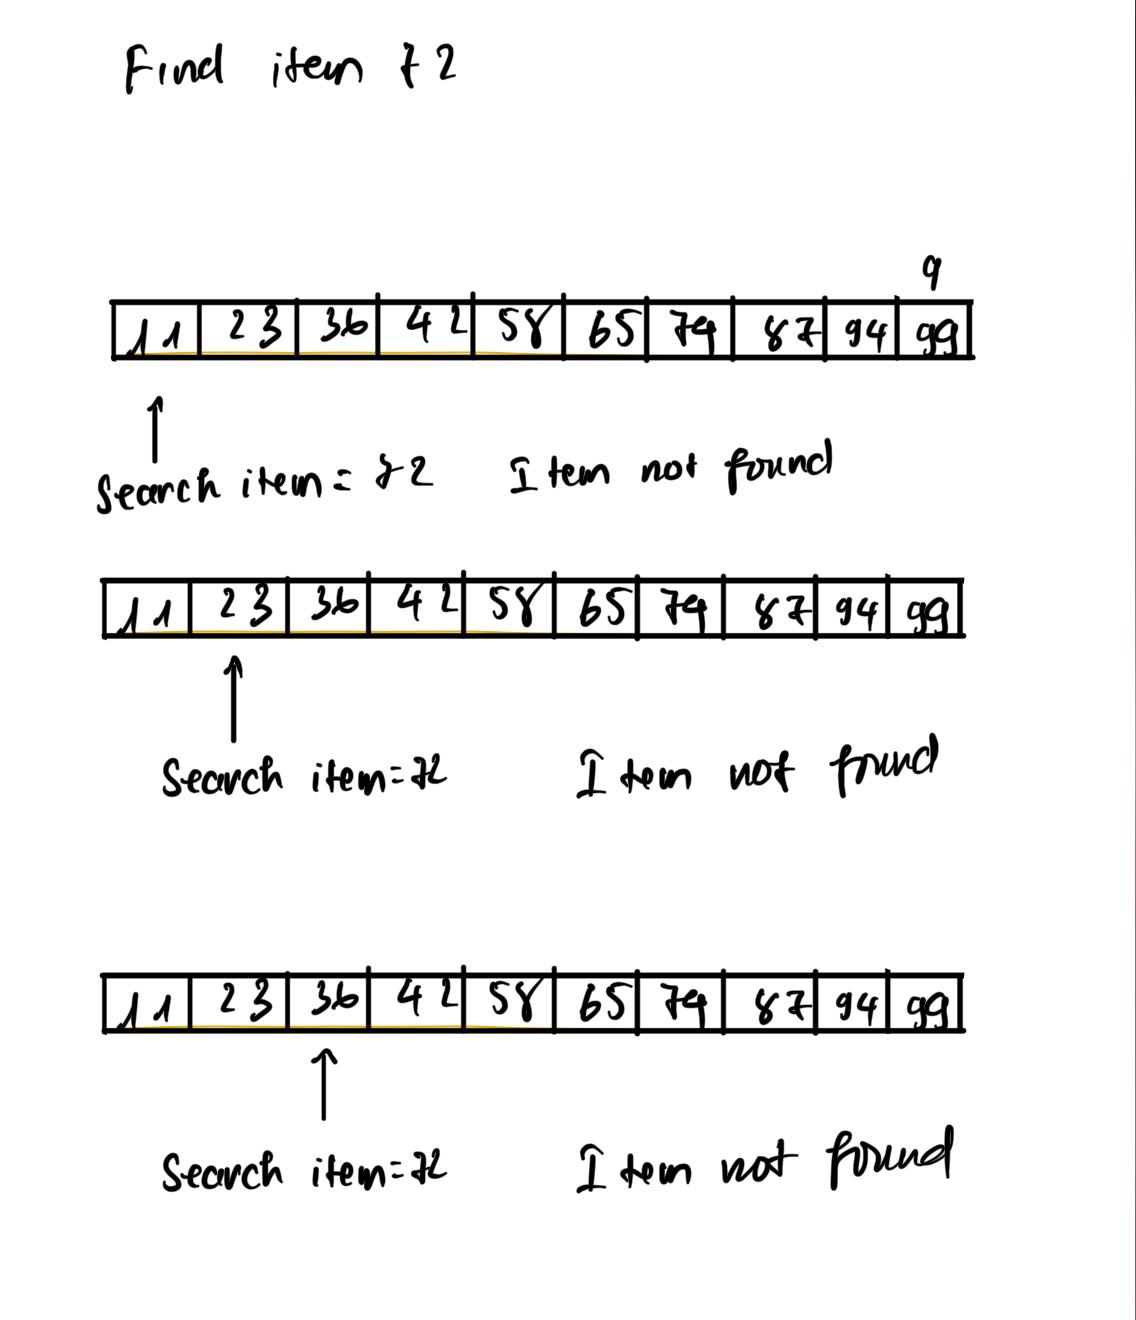 Find item 72
9
11 23 36 42 58 65 79 87 94 99
Search item = 72 Item not found
11 23 36 42 58 65 79 87 94 99
Search item = 72 Item not found
11 23 36 42 58 65 79 87 94 99
Search item = 72 Item not found